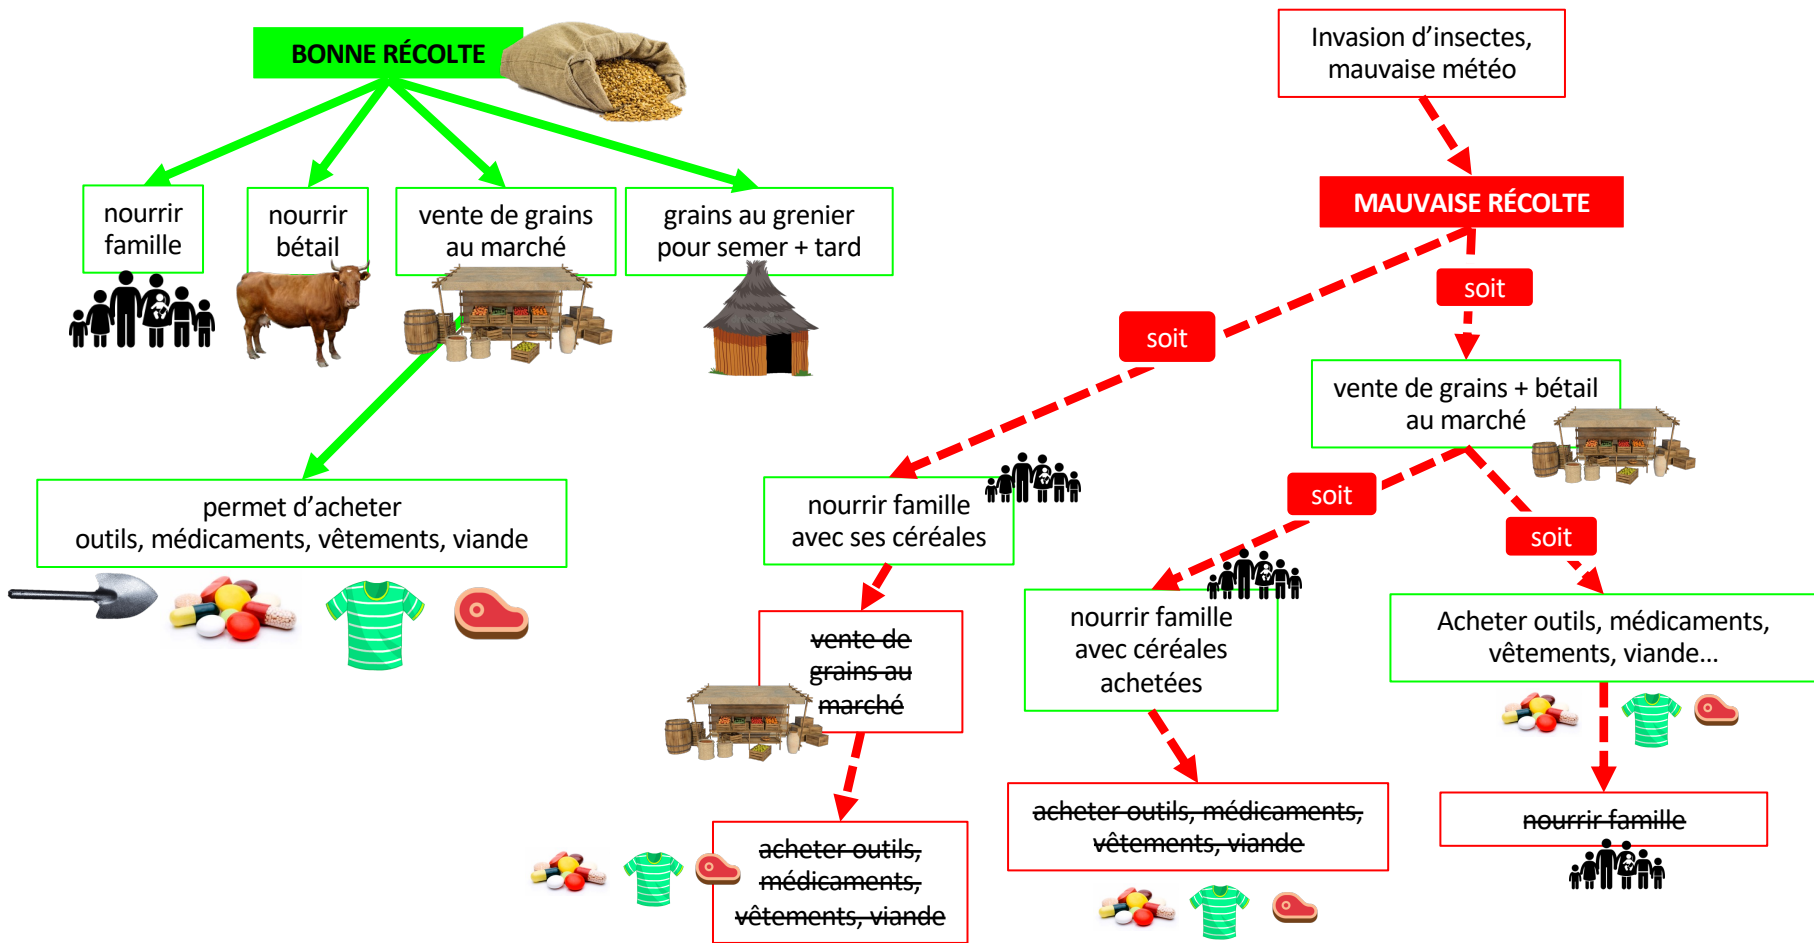 BONNE RÉCOLTE
nourrir
famille
nourrir
bétail
vente de grains
au marché
grains au grenier
pour semer + tard
permet d'acheter
outils, médicaments, vêtements, viande
Invasion d'insectes,
mauvaise météo
MAUVAISE RÉCOLTE
soit
soit
nourrir famille
avec ses céréales
vente de
grains au
marché
acheter outils,
médicaments,
vêtements, viande
vente de grains + bétail
au marché
soit
soit
nourrir famille
avec céréales
achetées
acheter outils, médicaments,
vêtements, viande
Acheter outils, médicaments,
vêtements, viande...
nourrir famille